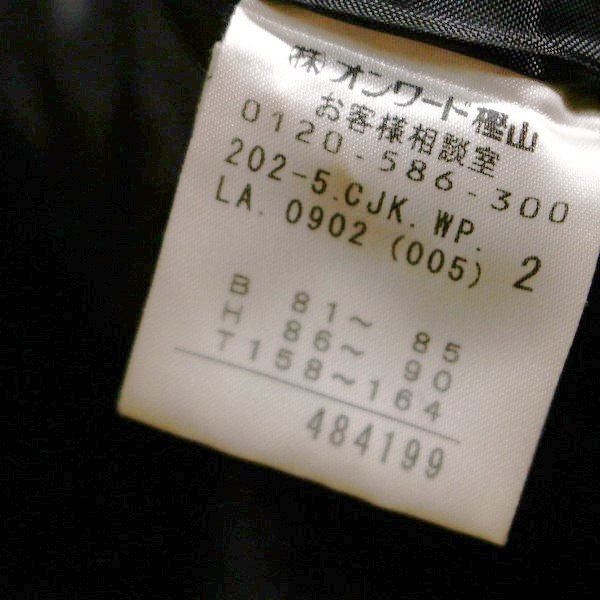 (株)オンワード樫山
お客様相談室
0120-586-300
202-5.CJK.WP.
LA. 0902 (005) 2
B 81～ 85
H 86～ 90
T 158～164
484199